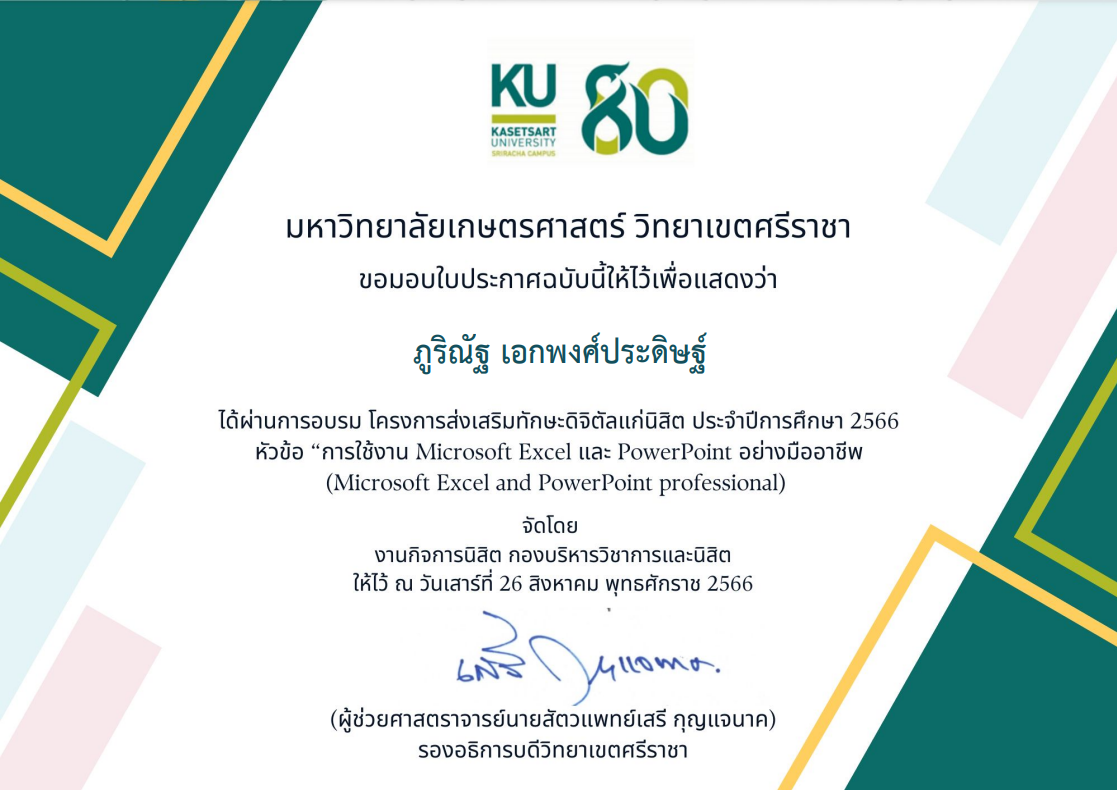 KU 80
KASETSART
UNIVERSITY
SRIRACHA CAMPUS
มหาวิทยาลัยเกษตรศาสตร์ วิทยาเขตศรีราชา
ขอมอบใบประกาศฉบับนี้ให้ไว้เพื่อแสดงว่า
ภูริณัฐ เอกพงศ์ประดิษฐ์
ได้ผ่านการอบรม โครงการส่งเสริมทักษะดิจิตัลแก่นิสิต ประจำปีการศึกษา 2566
หัวข้อ “การใช้งาน Microsoft Excel และ PowerPoint อย่างมืออาชีพ
(Microsoft Excel and PowerPoint professional)
จัดโดย
งานกิจการนิสิต กองบริหารวิชาการและนิสิต
ให้ไว้ ณ วันเสาร์ที่ 26 สิงหาคม พุทธศักราช 2566
(ผู้ช่วยศาสตราจารย์นายสัตวแพทย์เสรี กุญแจนาค)
รองอธิการบดีวิทยาเขตศรีราชา